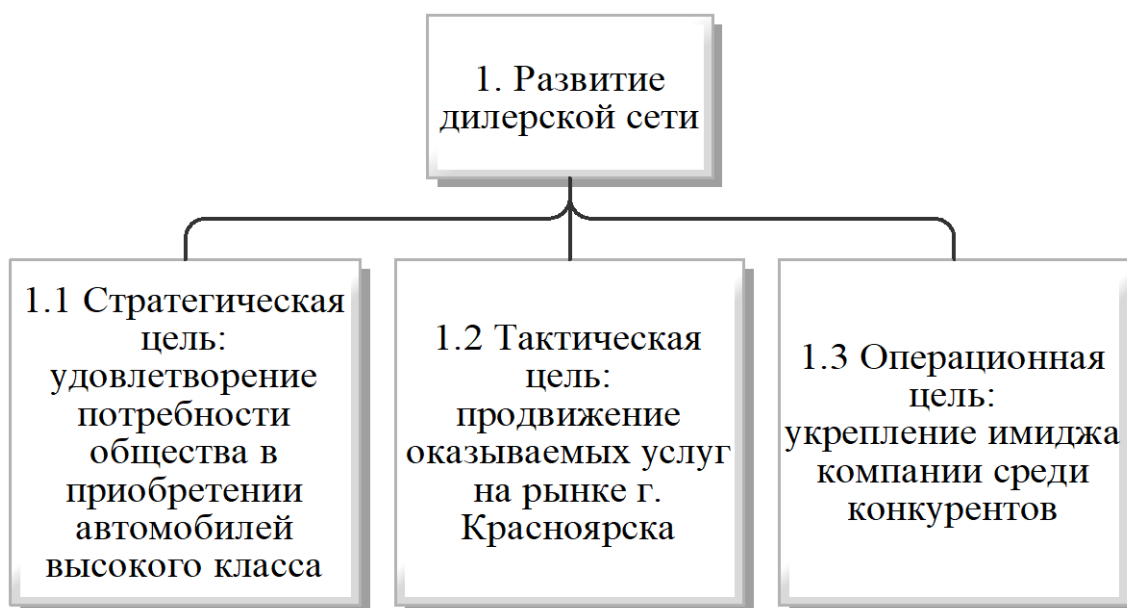 1. Развитие
дилерской сети
1.1 Стратегическая
цель:
удовлетворение
потребности
общества в
приобретении
автомобилей
высокого класса
1.2 Тактическая
цель:
продвижение
оказываемых услуг
на рынке г.
Красноярска
1.3 Операционная
цель:
укрепление имиджа
компании среди
конкурентов